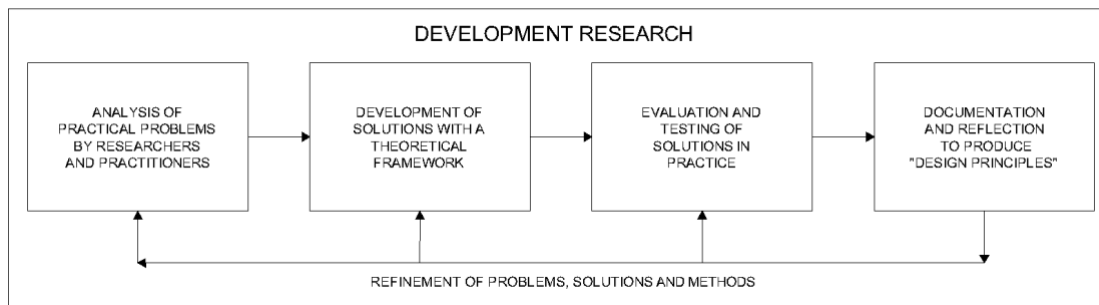 DEVELOPMENT RESEARCH
ANALYSIS OF
PRACTICAL PROBLEMS
BY RESEARCHERS
AND PRACTITIONERS
DEVELOPMENT OF
SOLUTIONS WITH A
THEORETICAL
FRAMEWORK
EVALUATION AND
TESTING OF
SOLUTIONS IN
PRACTICE
DOCUMENTATION
AND REFLECTION
TO PRODUCE
"DESIGN PRINCIPLES"
REFINEMENT OF PROBLEMS, SOLUTIONS AND METHODS